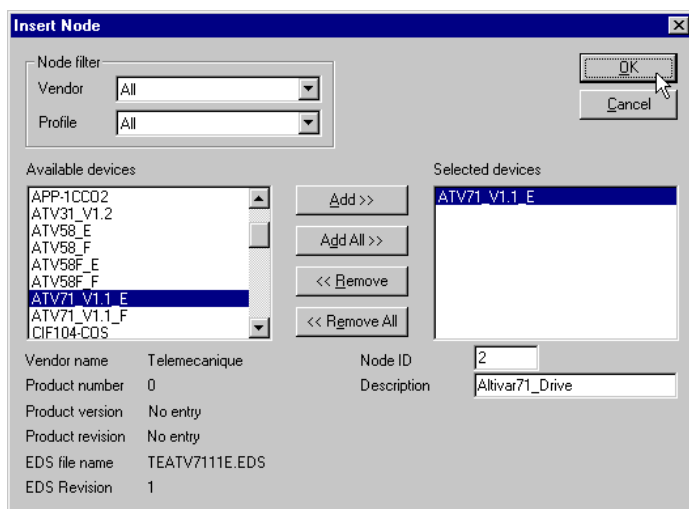 Insert Node
Node filter
Vendor All
Profile All
OK
Cancel
Available devices
APP-1CCO2
ATV31_V1.2
ATV58_E
ATV58_F
ATV58F_E
ATV58F_F
ATV71_V1.1_E
ATV71_V1.1_F
CIF104-COS
Add >>
Add All >>
<< Remove
<< Remove All
Selected devices
ATV71_V1.1_E
Vendor name Telemecanique
Product number 0
Product version No entry
Product revision No entry
EDS file name TEATV7111E.EDS
EDS Revision 1
Node ID 2
Description Altivar71_Drive